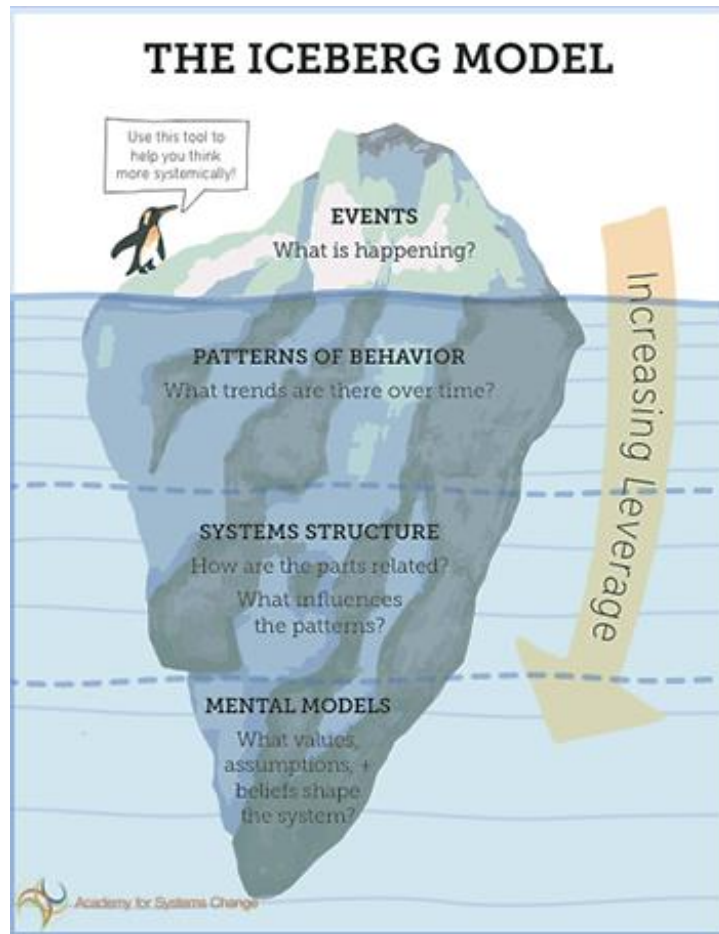 THE ICEBERG MODEL
Use this tool to
help you think
more systemically!
EVENTS
What is happening?
PATTERNS OF BEHAVIOR
What trends are there over time?
Increasing Leverage
SYSTEMS STRUCTURE
How are the parts related?
What influences
the patterns?
MENTAL MODELS
What values,
assumptions, +
beliefs shape
the system?
Academy for Systems Change